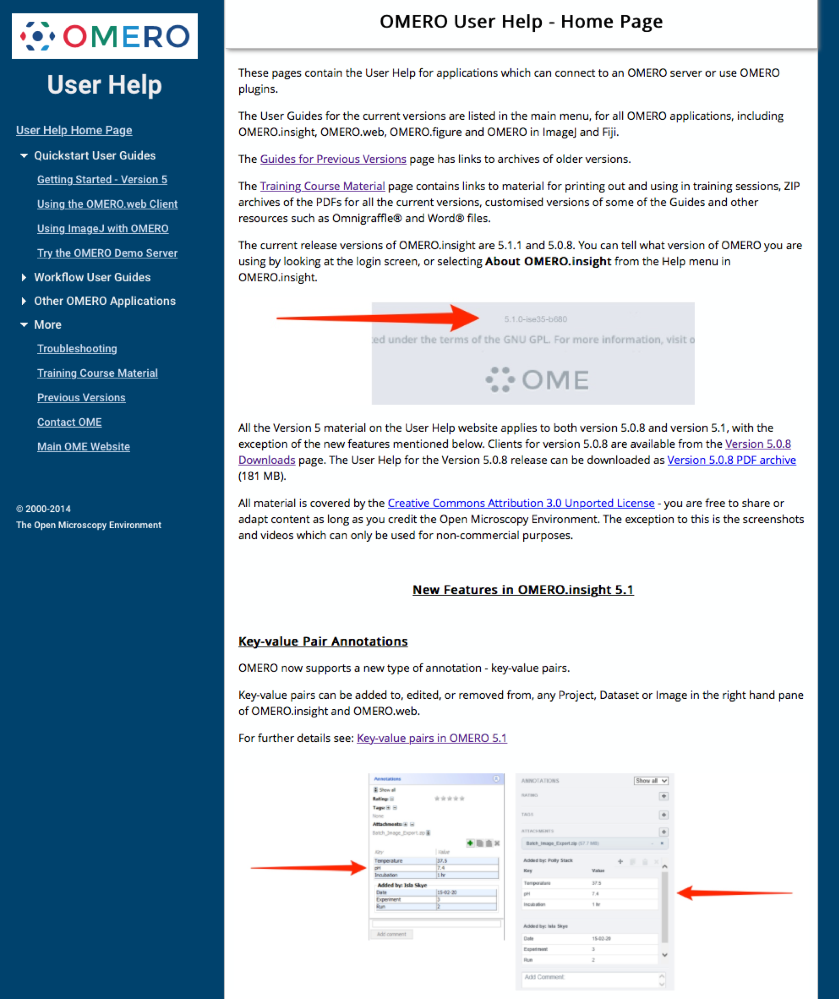 OMERO
User Help
User Help Home Page
Quickstart User Guides
Getting Started - Version 5
Using the OMERO.web Client
Using ImageJ with OMERO
Try the OMERO Demo Server
Workflow User Guides
Other OMERO Applications
More
Troubleshooting
Training Course Material
Previous Versions
Contact OME
Main OME Website
© 2000-2014
The Open Microscopy Environment
OMERO User Help - Home Page
These pages contain the User Help for applications which can connect to an OMERO server or use OMERO
plugins.
The User Guides for the current versions are listed in the main menu, for all OMERO applications, including
OMERO.insight, OMERO.web, OMERO.figure and OMERO in ImageJ and Fiji.
The Guides for Previous Versions page has links to archives of older versions.
The Training Course Material page contains links to material for printing out and using in training sessions, ZIP
archives of the PDFs for all the current versions, customised versions of some of the Guides and other
resources such as Omnigraffle® and Word® files.
The current release versions of OMERO.insight are 5.1.1 and 5.0.8. You can tell what version of OMERO you are
using by looking at the login screen, or selecting About OMERO.insight from the Help menu in
OMERO.insight.
5.1.0-ise35-b680
ted under the terms of the GNU GPL. For more information, visit o
OME
All the Version 5 material on the User Help website applies to both version 5.0.8 and version 5.1, with the
exception of the new features mentioned below. Clients for version 5.0.8 are available from the Version 5.0.8
Downloads page. The User Help for the Version 5.0.8 release can be downloaded as Version 5.0.8 PDF archive
(181 MB).
All material is covered by the Creative Commons Attribution 3.0 Unported License - you are free to share or
adapt content as long as you credit the Open Microscopy Environment. The exception to this is the screenshots
and videos which can only be used for non-commercial purposes.
New Features in OMERO.insight 5.1
Key-value Pair Annotations
OMERO now supports a new type of annotation - key-value pairs.
Key-value pairs can be added to, edited, or removed from, any Project, Dataset or Image in the right hand pane
of OMERO.insight and OMERO.web.
For further details see: Key-value pairs in OMERO 5.1
Annotations
Show all
Rating:
Tags:
None
Attachments:
Batch_Image_Export.zip
Key Value
Temperature 37.5
pH 7.4
Incubation 1 hr
Added by: Isla Skye
Date 15-02-20
Experiment 3
Run 2
Add comment
ANNOTATIONS Show all
RATING
TAGS
ATTACHMENTS
Batch_Image_Export.zip (57.7 MB)
Added by: Polly Stack
Key Value
Temperature 37.5
pH 7.4
Incubation 1 hr
Added by: Isla Skye
Date 15-02-20
Experiment 3
Run 2
Add Comment: